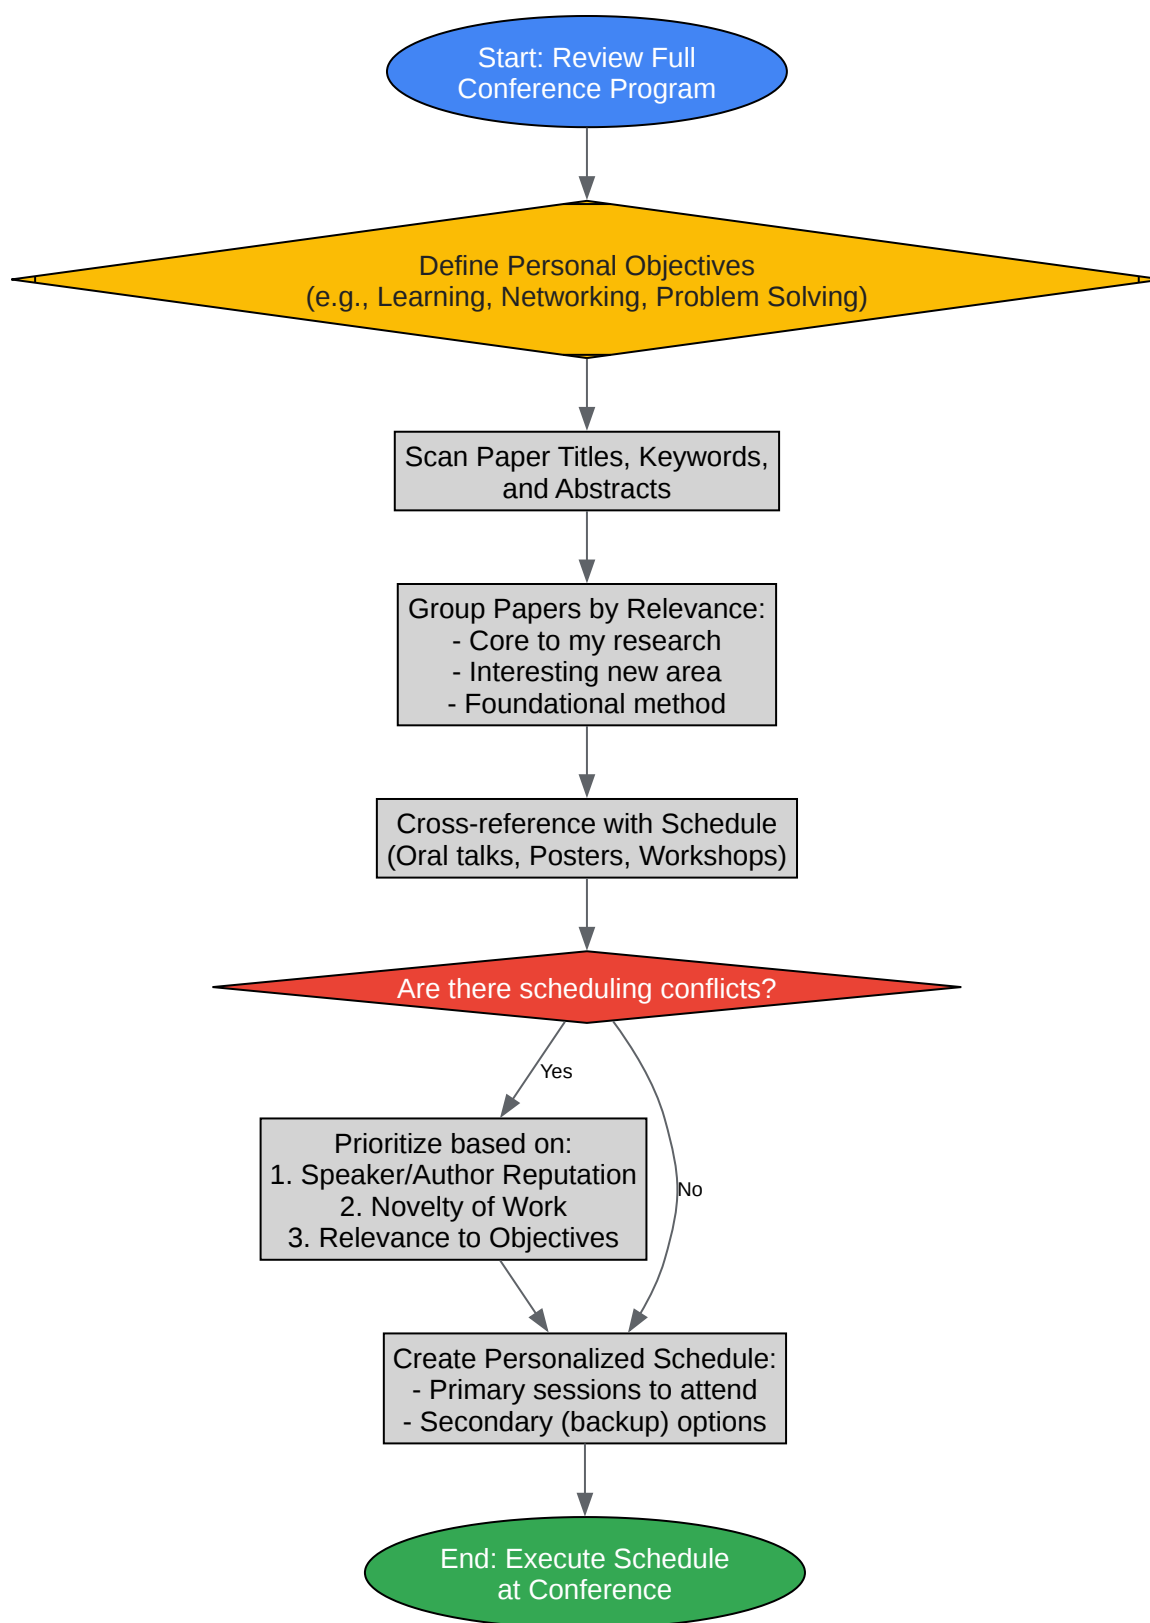 Start: Review Full
Conference Program
Define Personal Objectives
(e.g., Learning, Networking, Problem Solving)
Scan Paper Titles, Keywords,
and Abstracts
Group Papers by Relevance:
- Core to my research
- Interesting new area
- Foundational method
Cross-reference with Schedule
(Oral talks, Posters, Workshops)
Are there scheduling conflicts?
Yes
Prioritize based on:
1. Speaker/Author Reputation
2. Novelty of Work
3. Relevance to Objectives
No
Create Personalized Schedule:
- Primary sessions to attend
- Secondary (backup) options
End: Execute Schedule
at Conference